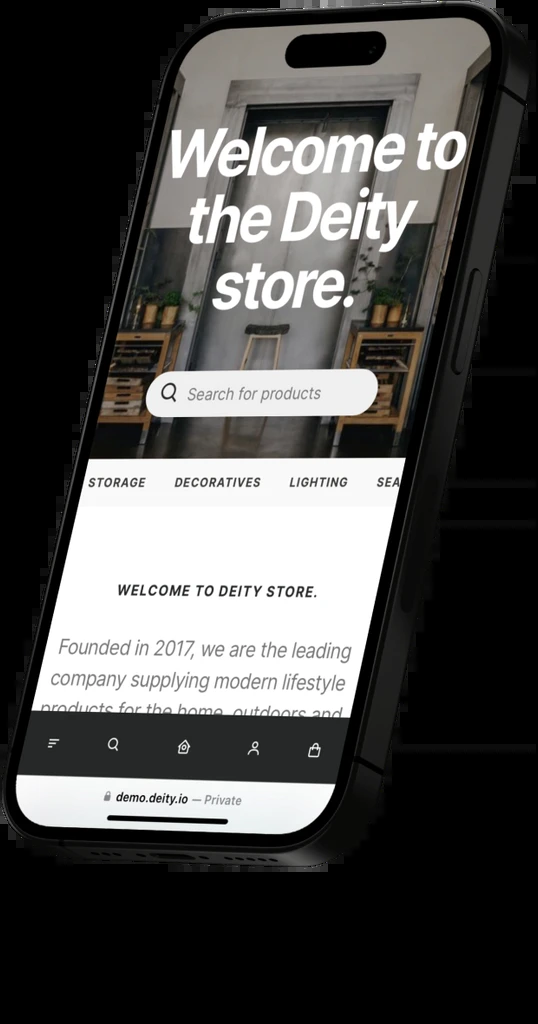 Welcome to
the Deity
store.
Search for products
STORAGE DECORATIVES LIGHTING SEA
WELCOME TO DEITY STORE.
Founded in 2017, we are the leading
company supplying modern lifestyle
products for the home, outdoors and
demo.deity.io — Private